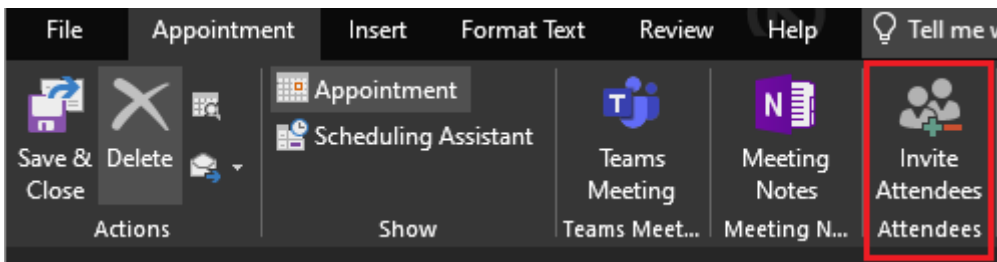 File Appointment Insert Format Text Review Help Tell me
Appointment
Scheduling Assistant
Save & Close
Delete
Teams Meeting
Meeting Notes
Invite Attendees
Actions Show Teams Meet... Meeting N... Attendees